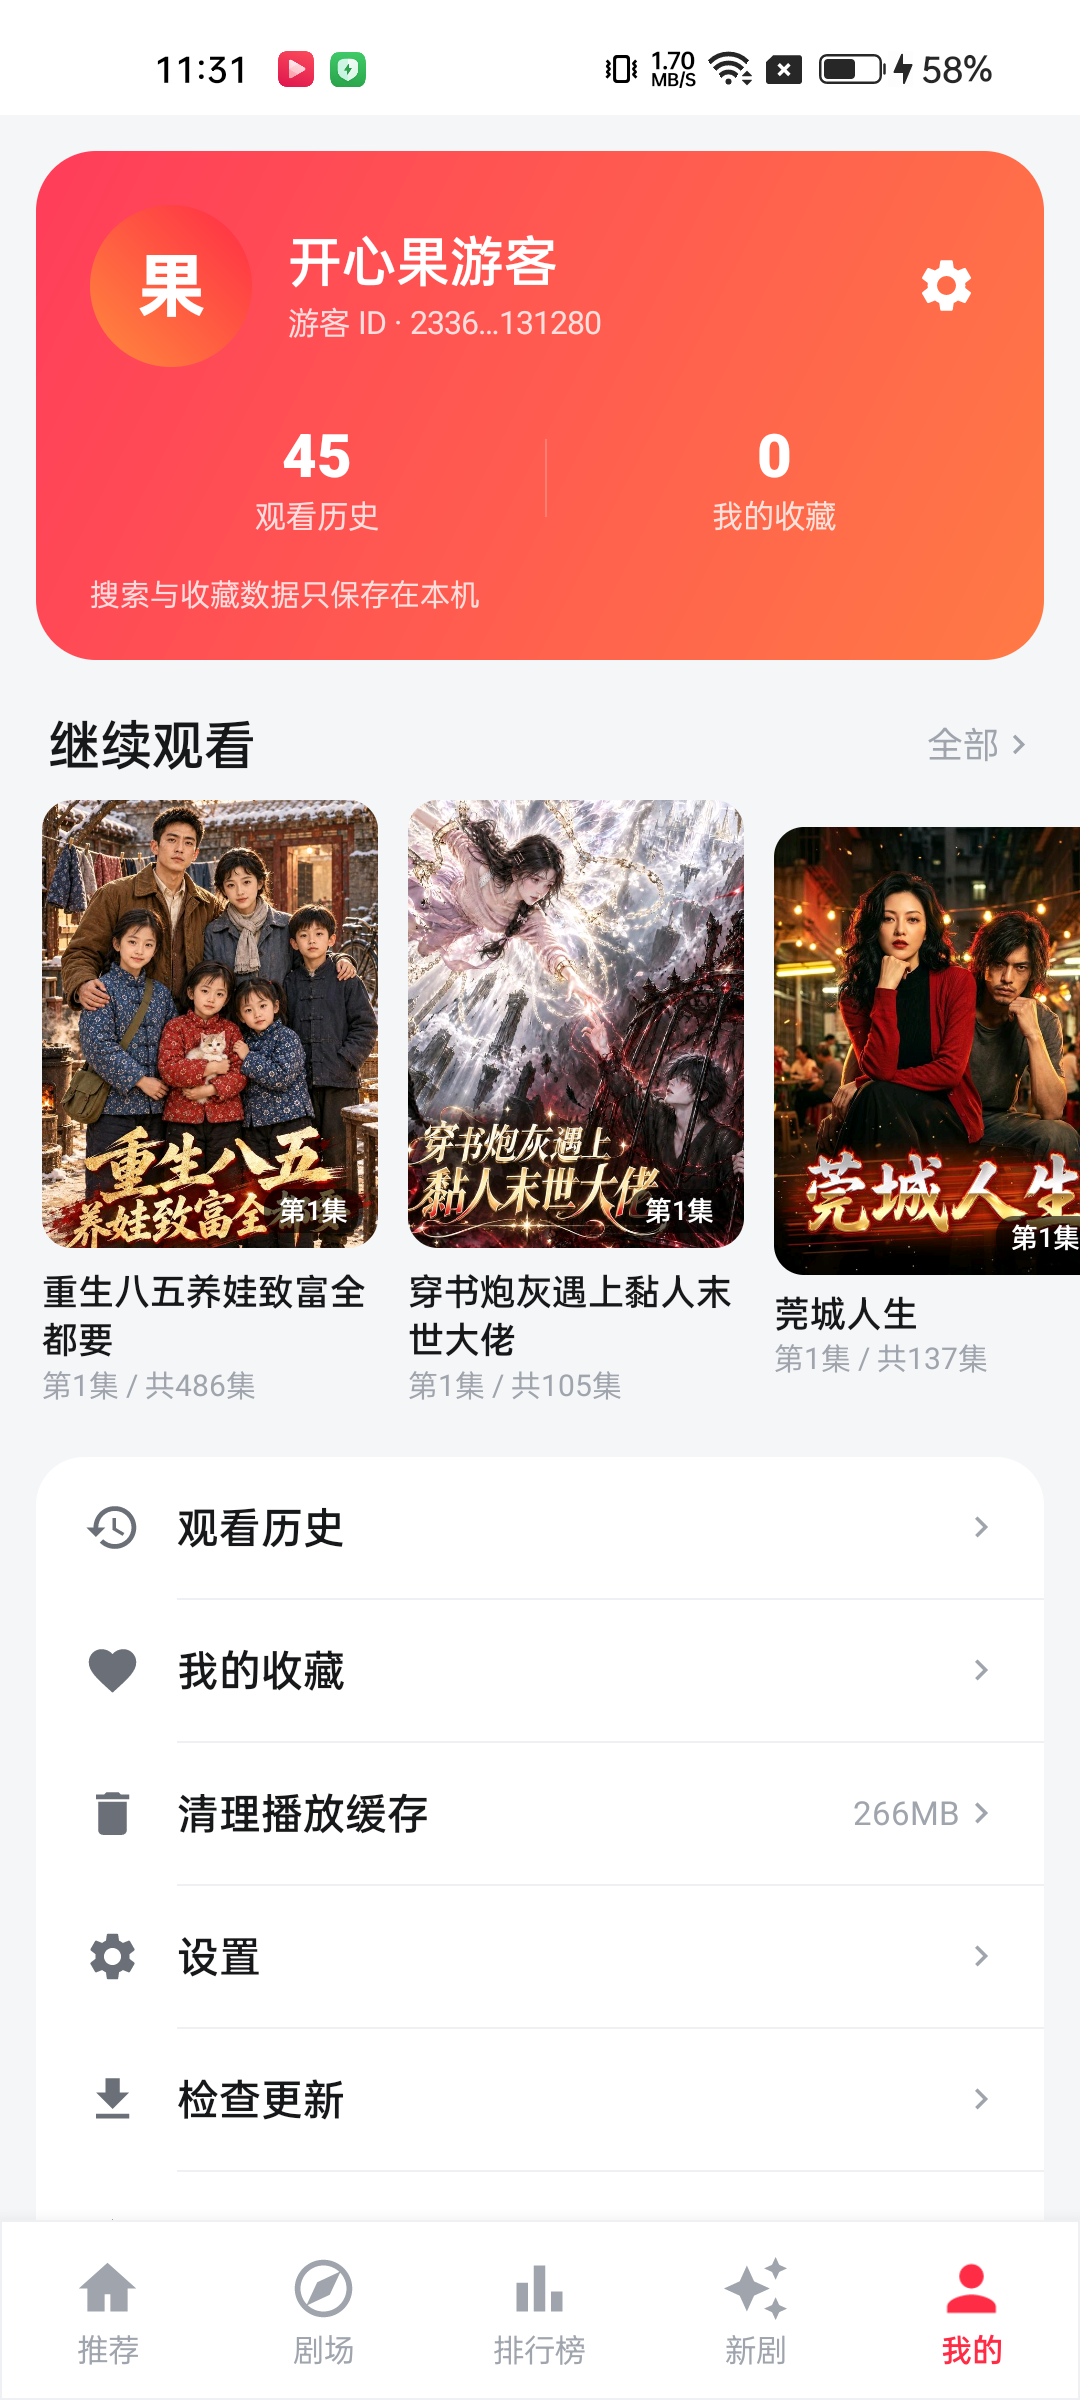 11:31
1.70
MB/S
58%
果
开心果游客
游客 ID · 2336...131280
45
观看历史
0
我的收藏
搜索与收藏数据只保存在本机
继续观看
全部
重生八五
养娃致富全
第1集
穿书炮灰遇上
黏人末世大佬
第1集
莞城人生
第1集
重生八五养娃致富全
都要
第1集 / 共486集
穿书炮灰遇上黏人末
世大佬
第1集 / 共105集
莞城人生
第1集 / 共137集
观看历史
我的收藏
清理播放缓存
266MB
设置
检查更新
推荐
剧场
排行榜
新剧
我的